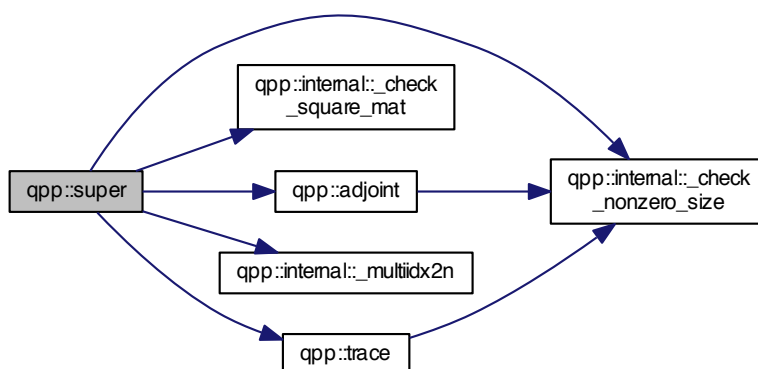 qpp::super
qpp::internal::_check
_square_mat
qpp::adjoint
qpp::internal::_multiidx2n
qpp::trace
qpp::internal::_check
_nonzero_size